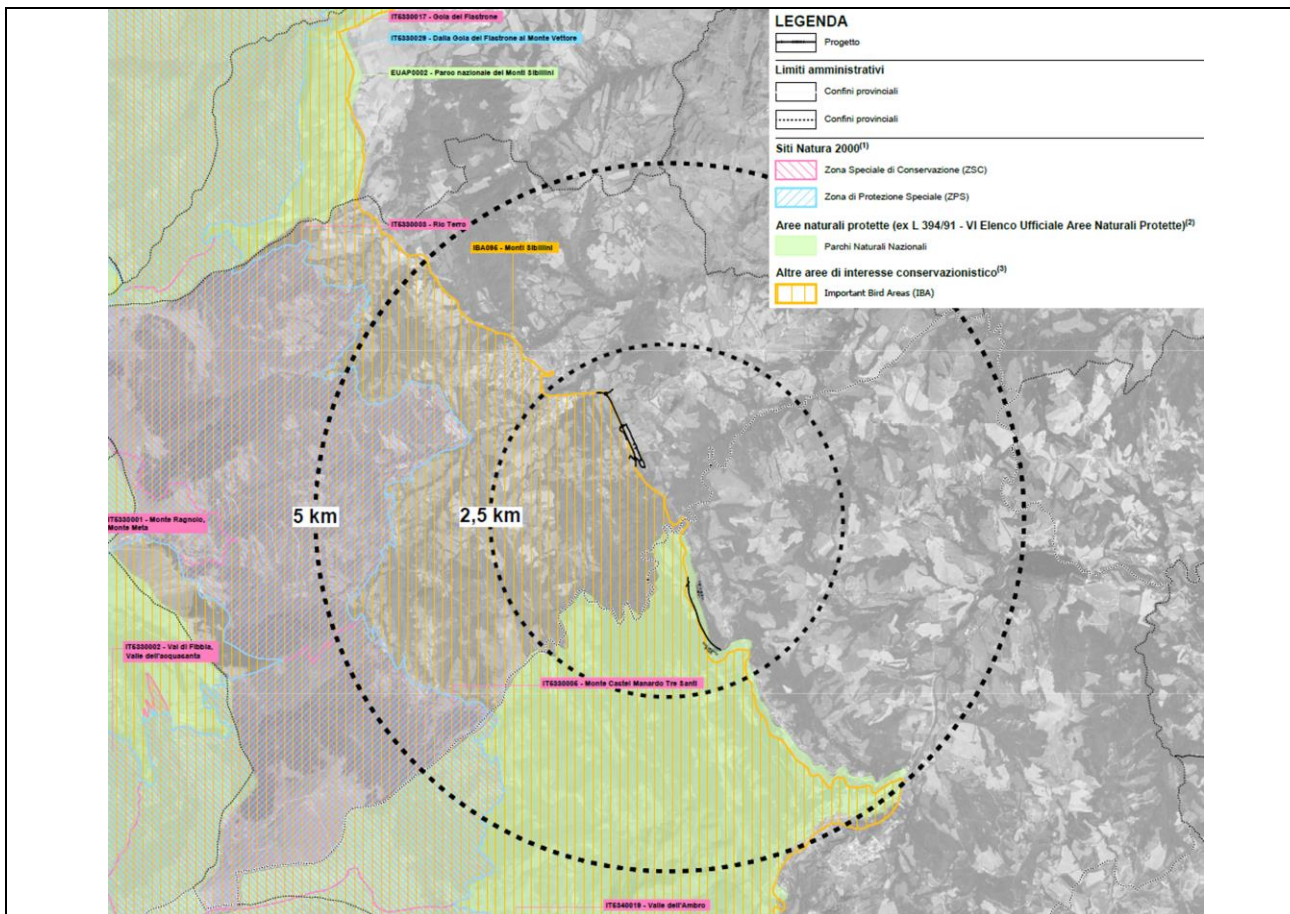 IT5330017 - Gola del Fiastrone
IT5330029 - Dalla Gola del Fiastrone al Monte Vettore
EUAP0002 - Parco nazionale dei Monti Sibillini
LEGENDA
Progetto
Limiti amministrativi
Confini provinciali
Confini provinciali
Siti Natura 2000(1)
Zona Speciale di Conservazione (ZSC)
Zona di Protezione Speciale (ZPS)
Aree naturali protette (ex L 394/91 - VI Elenco Ufficiale Aree Naturali Protette)(2)
Parchi Naturali Nazionali
Altre aree di interesse conservazionistico(3)
Important Bird Areas (IBA)
IT5330003 - Rio Terro
IBA096 - Monti Sibillini
5 km
2,5 km
IT5330001 - Monte Ragnolo,
Monte Meta
IT5330002 - Val di Fibbia,
Valle dell'acquasanta
IT5330005 - Monte Castel Manardo Tre Santi
IT5340019 - Valle dell'Ambro